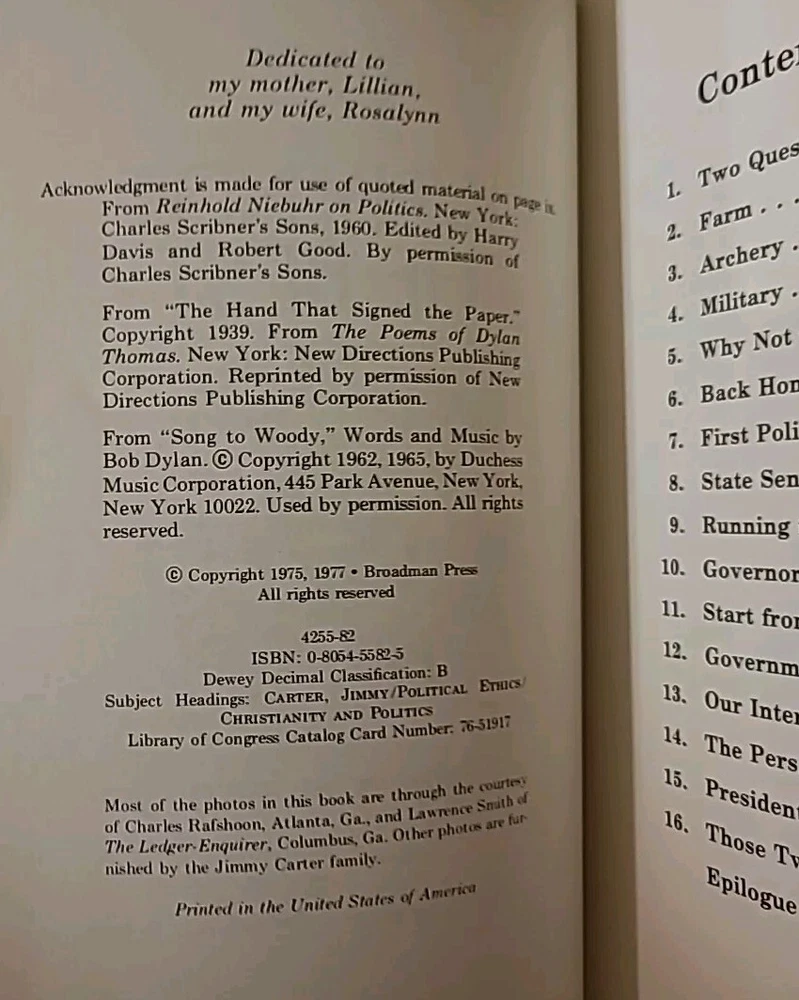 Dedicated to
my mother, Lillian,
and my wife, Rosalynn
Acknowledgment is made for use of quoted material on page
From Reinhold Niebuhr on Politics. New York:
Charles Scribner's Sons, 1960. Edited by Harry
Davis and Robert Good. By permission of
Charles Scribner's Sons.
From "The Hand That Signed the Paper."
Copyright 1939. From The Poems of Dylan
Thomas. New York: New Directions Publishing
Corporation. Reprinted by permission of New
Directions Publishing Corporation.
From "Song to Woody," Words and Music by
Bob Dylan. © Copyright 1962, 1965, by Duchess
Music Corporation, 445 Park Avenue, New York,
New York 10022. Used by permission. All rights
reserved.
© Copyright 1975, 1977 • Broadman Press
All rights reserved
4255-82
ISBN: 0-8054-5582-5
Dewey Decimal Classification: B
Subject Headings: CARTER, JIMMY/POLITICAL ETHICS/
CHRISTIANITY AND POLITICS
Library of Congress Catalog Card Number: 76-51917
Most of the photos in this book are through the courtesy
of Charles Rafshoon, Atlanta, Ga., and Lawrence Smith of
The Ledger-Enquirer, Columbus, Ga. Other photos are fur-
nished by the Jimmy Carter family.
Printed in the United States of America
Conte
1. Two Ques
2. Farm . . .
3. Archery .
4. Military .
5. Why Not
6. Back Hom
7. First Poli
8. State Sen
9. Running
10. Governor
11. Start from
12. Governm
13. Our Inter
14. The Pers
15. President
16. Those Tw
Epilogue